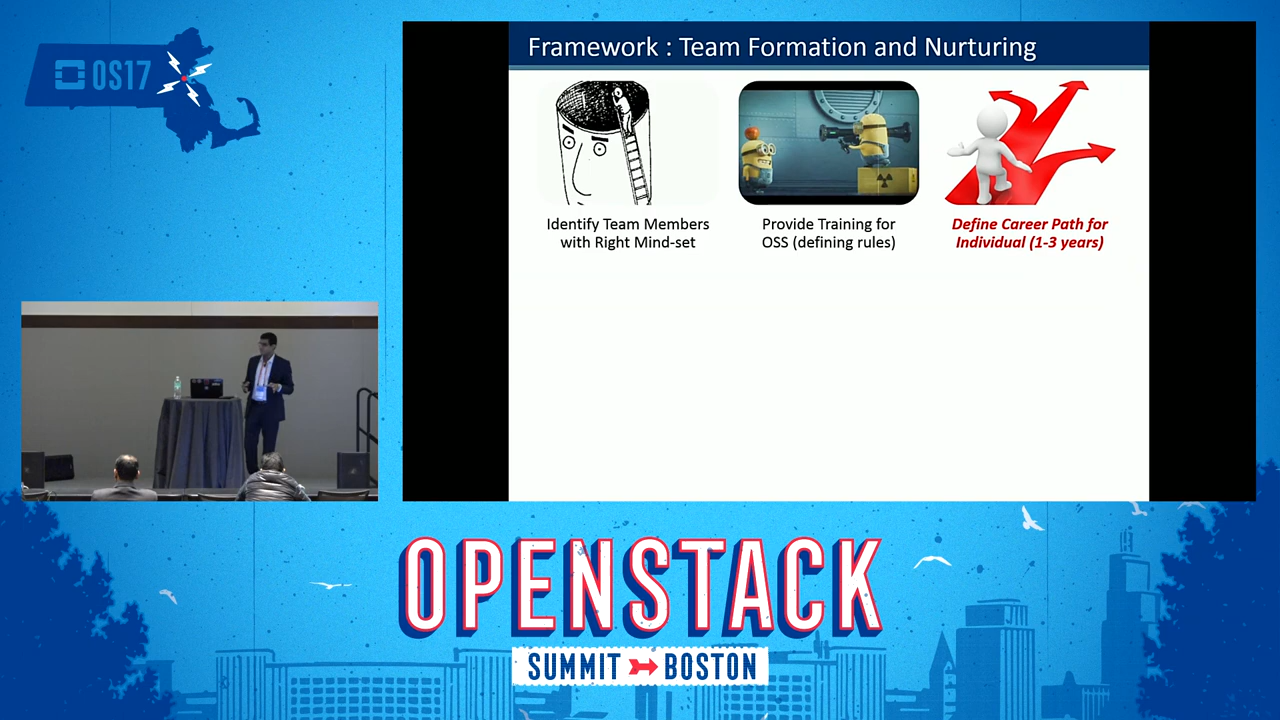 OS17
Framework : Team Formation and Nurturing
Identify Team Members
with Right Mind-set
Provide Training for
OSS (defining rules)
Define Career Path for
Individual (1-3 years)
OPENSTACK
SUMMIT BOSTON